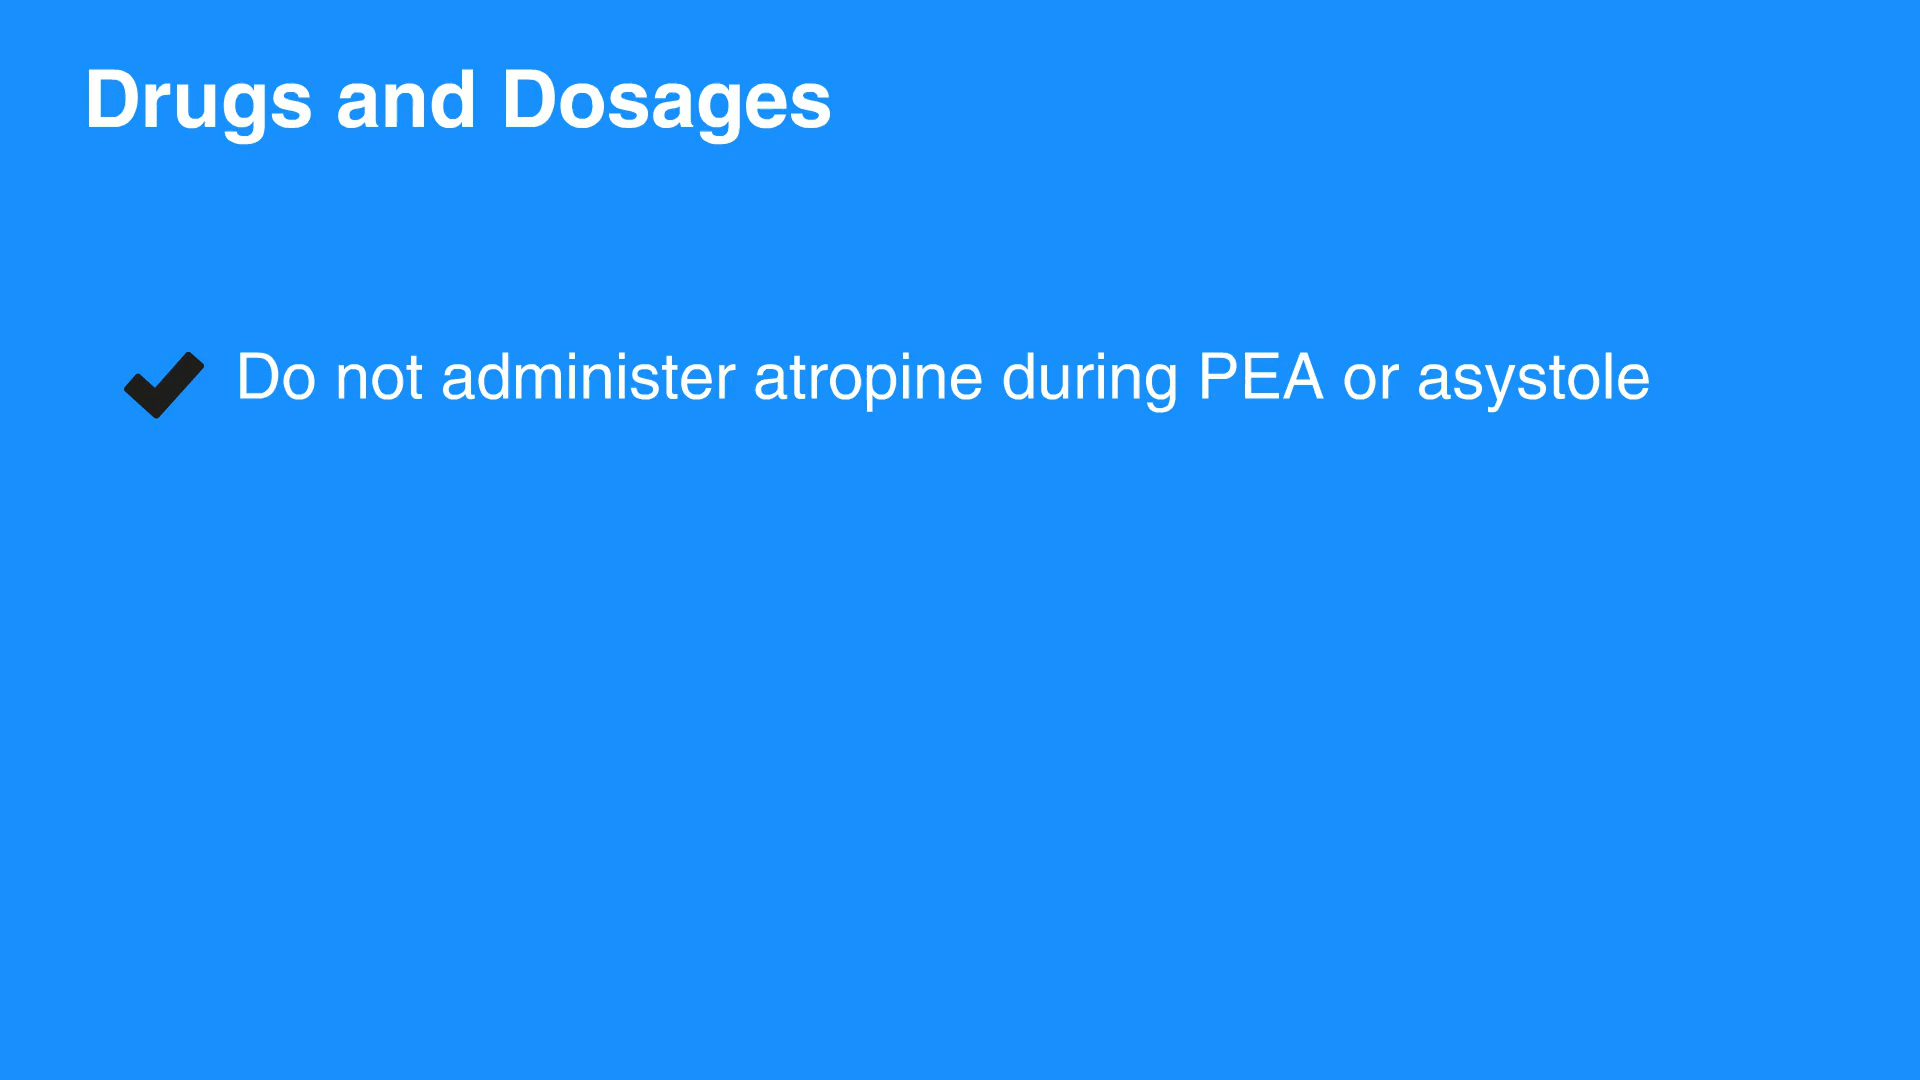 Drugs and Dosages
Do not administer atropine during PEA or asystole